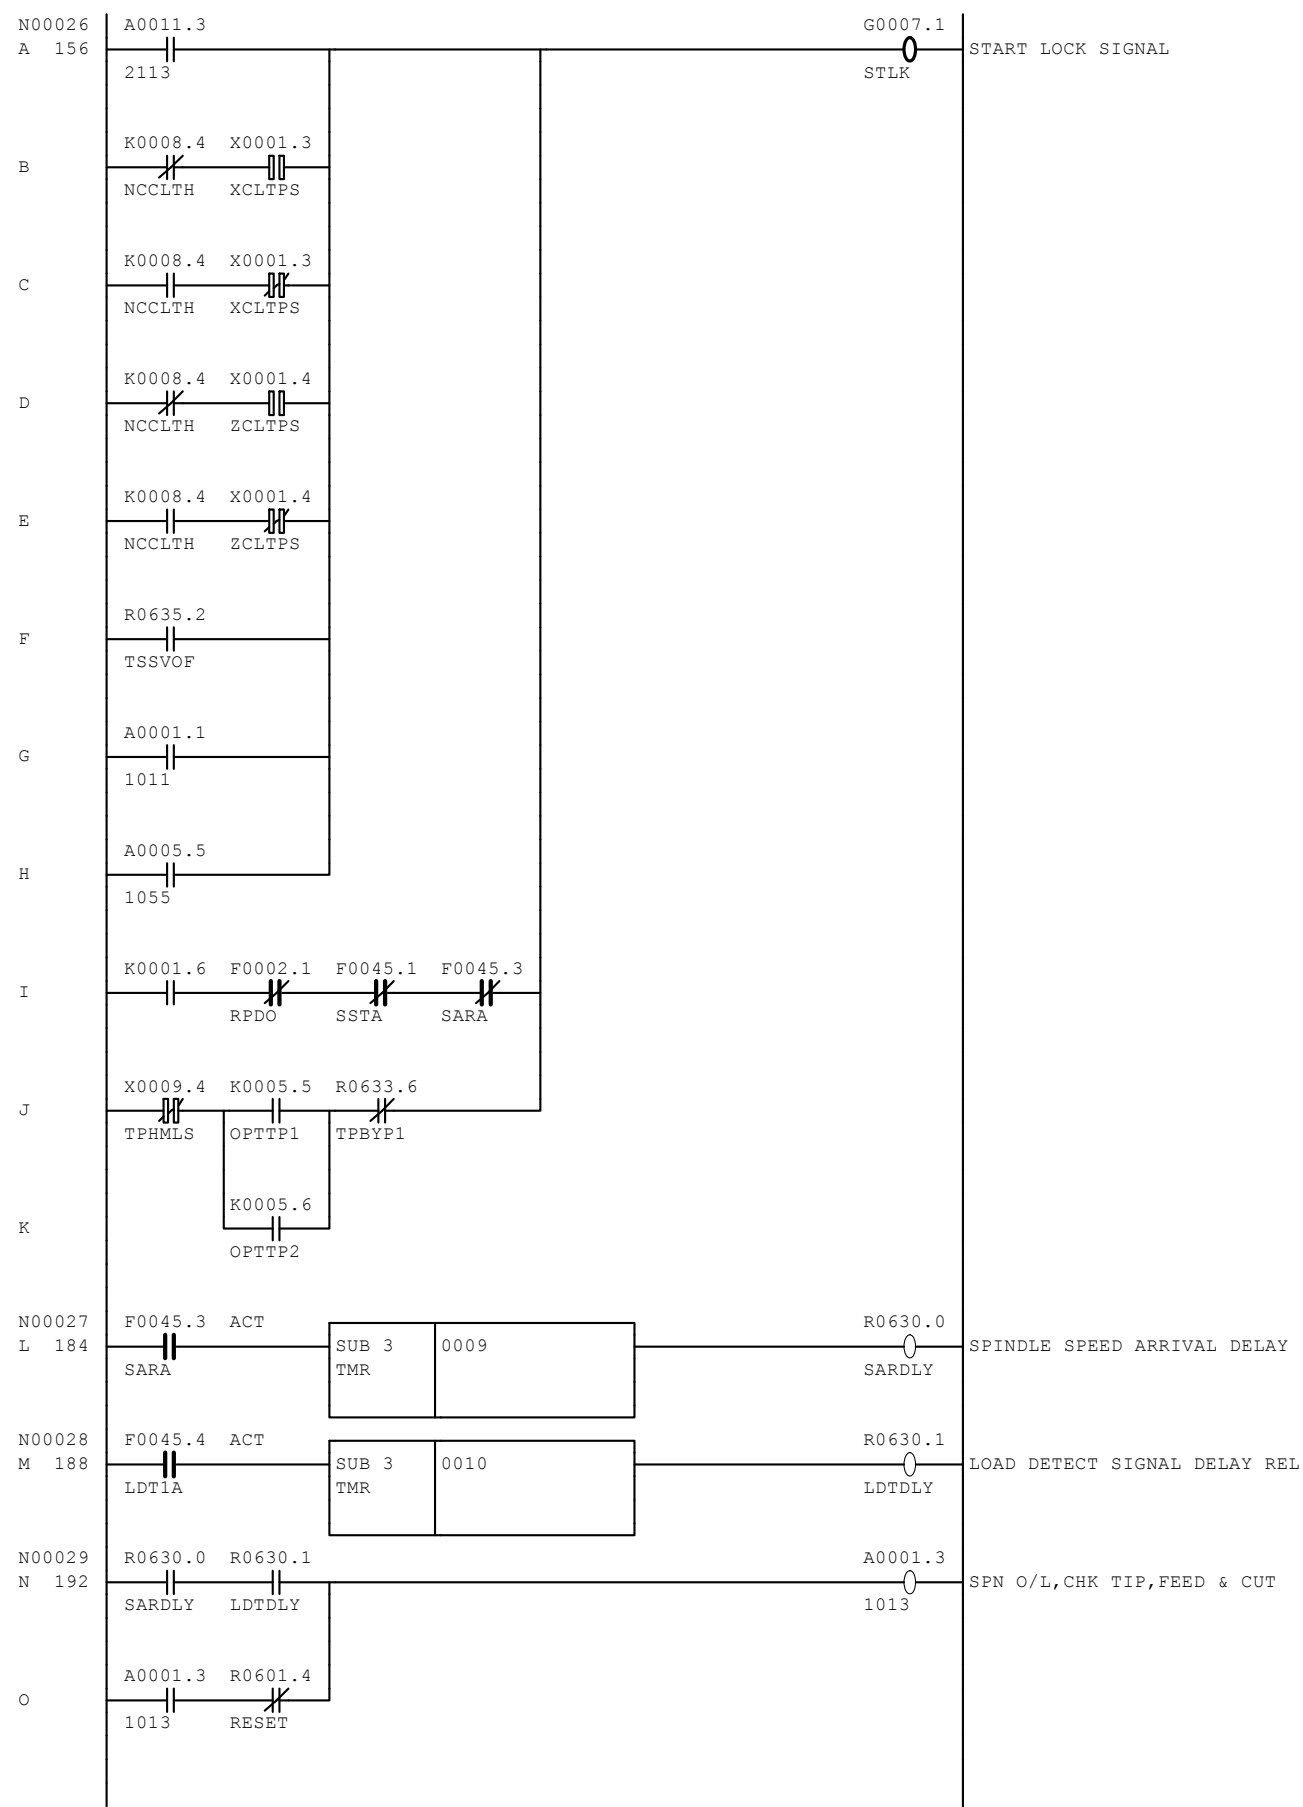 N00026 A0011.3 G0007.1
A 156 START LOCK SIGNAL
2113 STLK
K0008.4 X0001.3
B
NCCLTH XCLTPS
K0008.4 X0001.3
C
NCCLTH XCLTPS
K0008.4 X0001.4
D
NCCLTH ZCLTPS
K0008.4 X0001.4
E
NCCLTH ZCLTPS
R0635.2
F
TSSVOF
A0001.1
G
1011
A0005.5
H
1055
K0001.6 F0002.1 F0045.1 F0045.3
I
RPDO SSTA SARA
X0009.4 K0005.5 R0633.6
J
TPHMLS OPTTP1 TPBYP1
K0005.6
K
OPTTP2
N00027 F0045.3 ACT R0630.0
L 184 SUB 3 0009 SPINDLE SPEED ARRIVAL DELAY
SARA TMR SARDLY
N00028 F0045.4 ACT R0630.1
M 188 SUB 3 0010 LOAD DETECT SIGNAL DELAY REL
LDT1A TMR LDTDLY
N00029 R0630.0 R0630.1 A0001.3
N 192 SPN O/L,CHK TIP,FEED & CUT
SARDLY LDTDLY 1013
A0001.3 R0601.4
O
1013 RESET